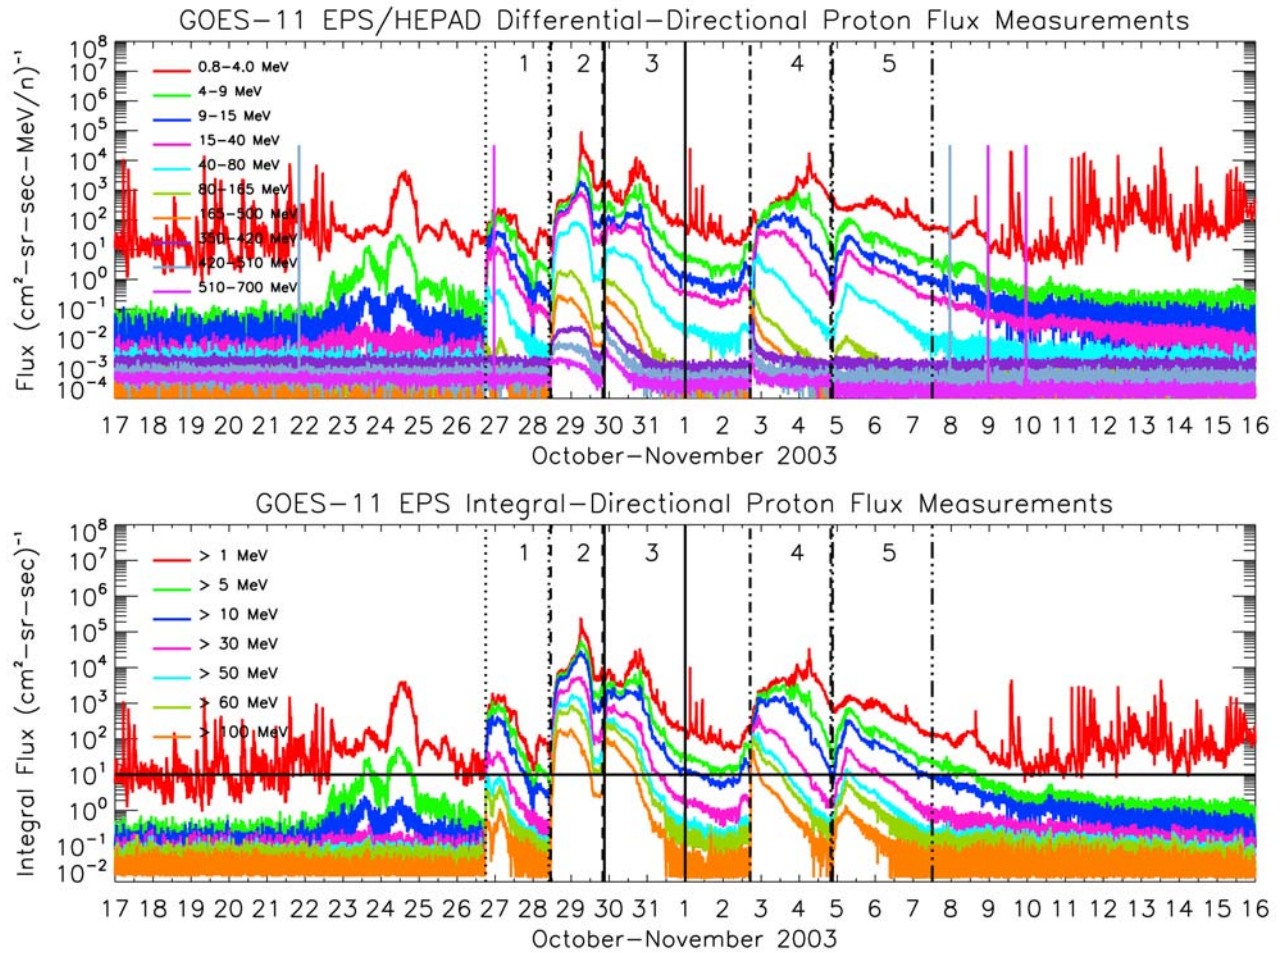 GOES-11 EPS/HEPAD Differential-Directional Proton Flux Measurements
Flux (cm²-sr-sec-MeV/n)⁻¹
10⁸
10⁷
10⁶
10⁵
10⁴
10³
10²
10¹
10⁰
10⁻¹
10⁻²
10⁻³
10⁻⁴
0.8-4.0 MeV
4-9 MeV
9-15 MeV
15-40 MeV
40-80 MeV
80-165 MeV
165-500 MeV
350-420 MeV
420-510 MeV
510-700 MeV
1 2 3 4 5
17 18 19 20 21 22 23 24 25 26 27 28 29 30 31 1 2 3 4 5 6 7 8 9 10 11 12 13 14 15 16
October-November 2003
GOES-11 EPS Integral-Directional Proton Flux Measurements
Integral Flux (cm²-sr-sec)⁻¹
10⁸
10⁷
10⁶
10⁵
10⁴
10³
10²
10¹
10⁰
10⁻¹
10⁻²
> 1 MeV
> 5 MeV
> 10 MeV
> 30 MeV
> 50 MeV
> 60 MeV
> 100 MeV
1 2 3 4 5
17 18 19 20 21 22 23 24 25 26 27 28 29 30 31 1 2 3 4 5 6 7 8 9 10 11 12 13 14 15 16
October-November 2003